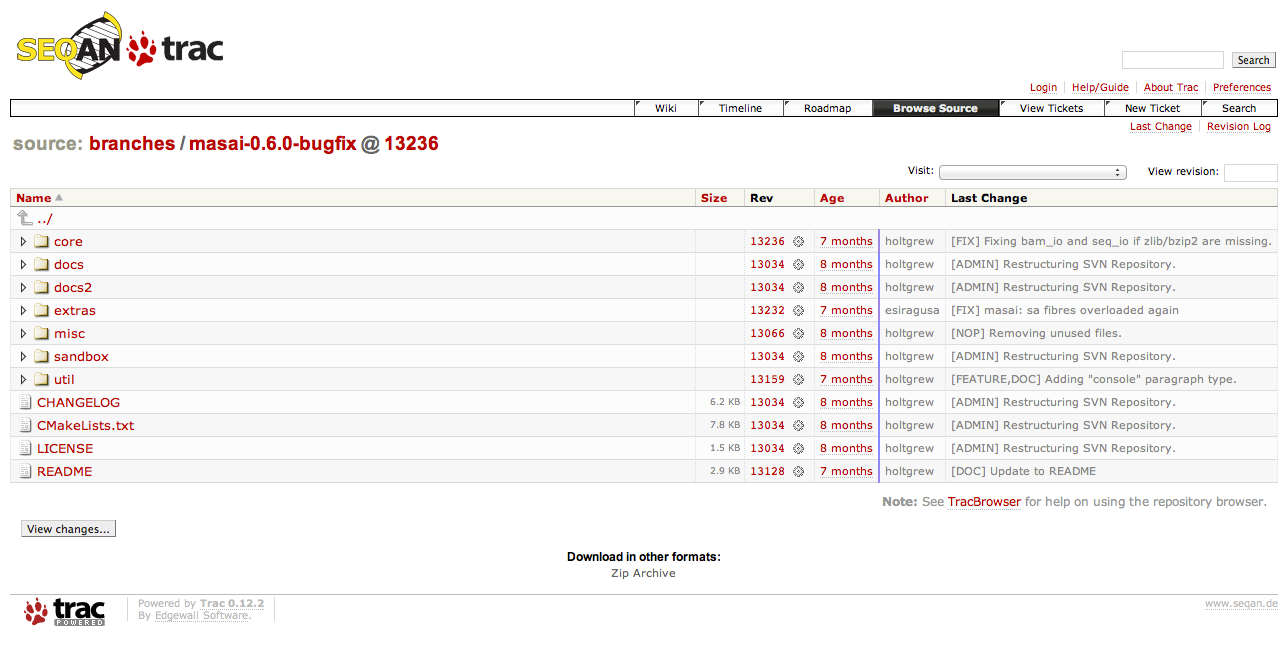 SEQAN trac
Search
Login Help/Guide About Trac Preferences
Wiki Timeline Roadmap Browse Source View Tickets New Ticket Search
Last Change Revision Log
source: branches / masai-0.6.0-bugfix @ 13236
Visit: View revision:
Name Size Rev Age Author Last Change
../
core 13236 7 months holtgrew [FIX] Fixing bam_io and seq_io if zlib/bzip2 are missing.
docs 13034 8 months holtgrew [ADMIN] Restructuring SVN Repository.
docs2 13034 8 months holtgrew [ADMIN] Restructuring SVN Repository.
extras 13232 7 months esiragusa [FIX] masai: sa fibres overloaded again
misc 13066 8 months holtgrew [NOP] Removing unused files.
sandbox 13034 8 months holtgrew [ADMIN] Restructuring SVN Repository.
util 13159 7 months holtgrew [FEATURE,DOC] Adding "console" paragraph type.
CHANGELOG 6.2 KB 13034 8 months holtgrew [ADMIN] Restructuring SVN Repository.
CMakeLists.txt 7.8 KB 13034 8 months holtgrew [ADMIN] Restructuring SVN Repository.
LICENSE 1.5 KB 13034 8 months holtgrew [ADMIN] Restructuring SVN Repository.
README 2.9 KB 13128 7 months holtgrew [DOC] Update to README
Note: See TracBrowser for help on using the repository browser.
View changes...
Download in other formats:
Zip Archive
trac POWERED
Powered by Trac 0.12.2
By Edgewall Software.
www.seqan.de